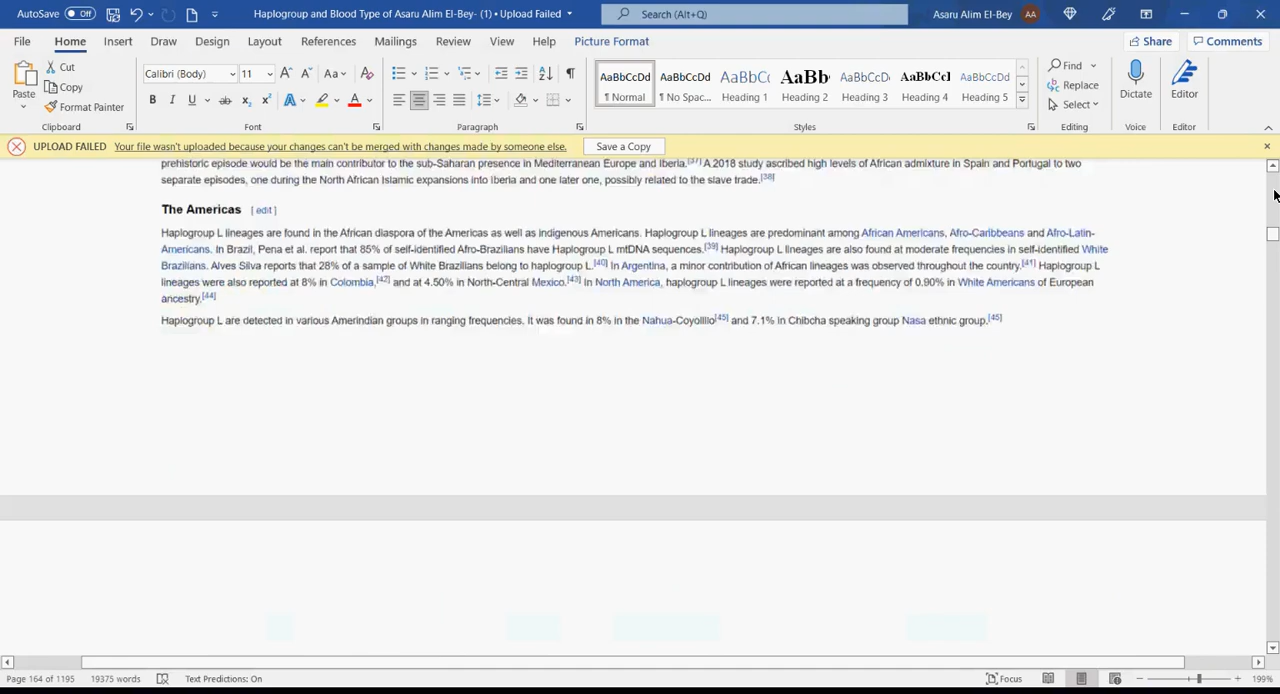 AutoSave Off Haplogroup and Blood Type of Asaru Alim El-Bey- (1) • Upload Failed Search (Alt+Q) Asaru Alim El-Bey AA
File Home Insert Draw Design Layout References Mailings Review View Help Picture Format Share Comments
Paste Cut Copy Format Painter Clipboard
Calibri (Body) 11 Aa A B I U ab x₂ x² A A Font
Paragraph
AaBbCcDd ¶ Normal AaBbCcDd ¶ No Spac... AaBbCc Heading 1 AaBb Heading 2 AaBbCcDd Heading 3 AaBbCcI Heading 4 AaBbCcDd Heading 5 Styles
Find Replace Select Editing
Dictate Voice
Editor Editor
UPLOAD FAILED Your file wasn't uploaded because your changes can't be merged with changes made by someone else. Save a Copy
prehistoric episode would be the main contributor to the sub-Saharan presence in Mediterranean Europe and Iberia.[37] A 2018 study ascribed high levels of African admixture in Spain and Portugal to two
separate episodes, one during the North African Islamic expansions into Iberia and one later one, possibly related to the slave trade.[38]
The Americas [ edit ]
Haplogroup L lineages are found in the African diaspora of the Americas as well as indigenous Americans. Haplogroup L lineages are predominant among African Americans, Afro-Caribbeans and Afro-Latin-
Americans. In Brazil, Pena et al. report that 85% of self-identified Afro-Brazilians have Haplogroup L mtDNA sequences.[39] Haplogroup L lineages are also found at moderate frequencies in self-identified White
Brazilians. Alves Silva reports that 28% of a sample of White Brazilians belong to haplogroup L.[40] In Argentina, a minor contribution of African lineages was observed throughout the country.[41] Haplogroup L
lineages were also reported at 8% in Colombia,[42] and at 4.50% in North-Central Mexico.[43] In North America, haplogroup L lineages were reported at a frequency of 0.90% in White Americans of European
ancestry.[44]
Haplogroup L are detected in various Amerindian groups in ranging frequencies. It was found in 8% in the Nahua-Coyolillo[45] and 7.1% in Chibcha speaking group Nasa ethnic group.[45]
Page 164 of 1195 19375 words Text Predictions: On Focus 199%